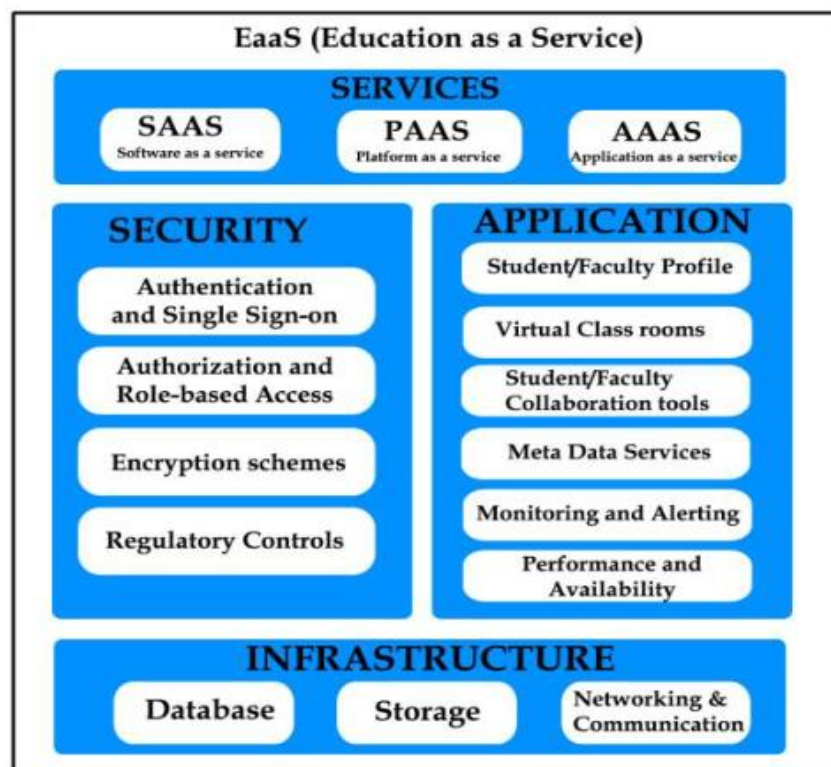 EaaS (Education as a Service)
SERVICES
SAAS
Software as a service
PAAS
Platform as a service
AAAS
Application as a service
SECURITY
Authentication
and Single Sign-on
Authorization and
Role-based Access
Encryption schemes
Regulatory Controls
APPLICATION
Student/Faculty Profile
Virtual Class rooms
Student/Faculty
Collaboration tools
Meta Data Services
Monitoring and Alerting
Performance and
Availability
INFRASTRUCTURE
Database
Storage
Networking &
Communication